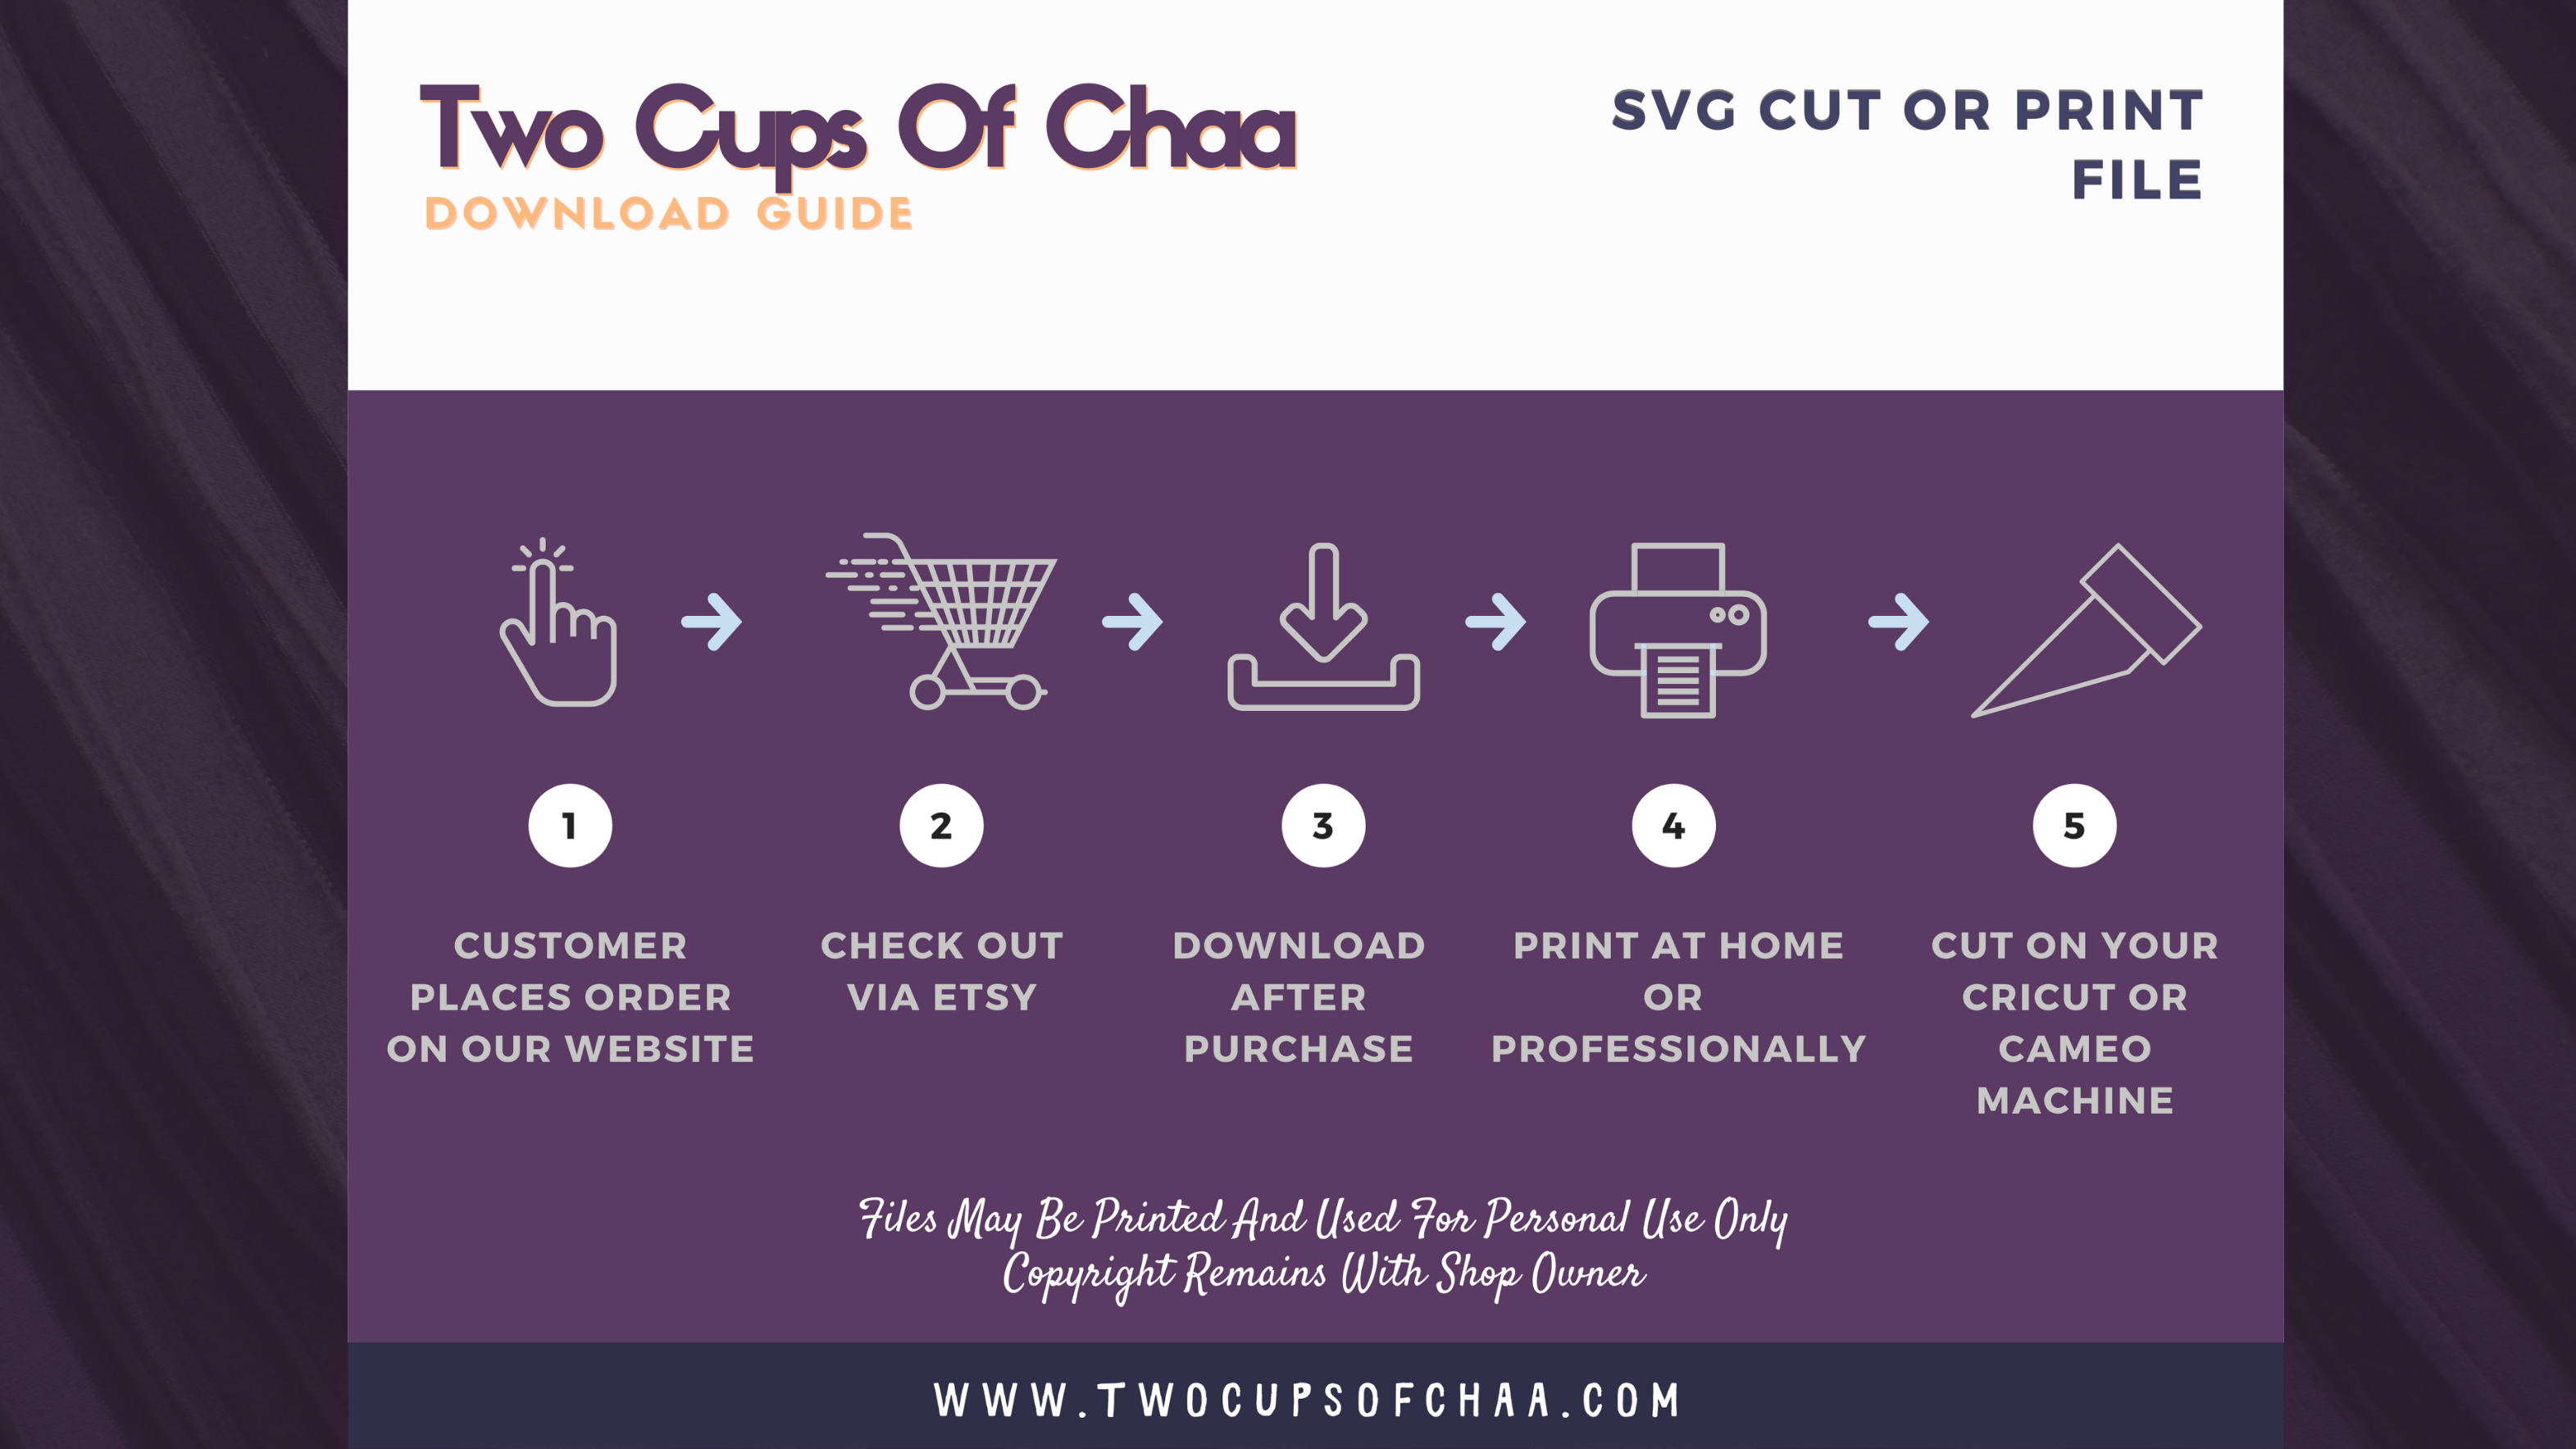 Two Cups Of Chaa
DOWNLOAD GUIDE
SVG CUT OR PRINT
FILE
1
CUSTOMER
PLACES ORDER
ON OUR WEBSITE
2
CHECK OUT
VIA ETSY
3
DOWNLOAD
AFTER
PURCHASE
4
PRINT AT HOME
OR
PROFESSIONALLY
5
CUT ON YOUR
CRICUT OR
CAMEO
MACHINE
Files May Be Printed And Used For Personal Use Only
Copyright Remains With Shop Owner
WWW.TWOCUPSOFCHAA.COM